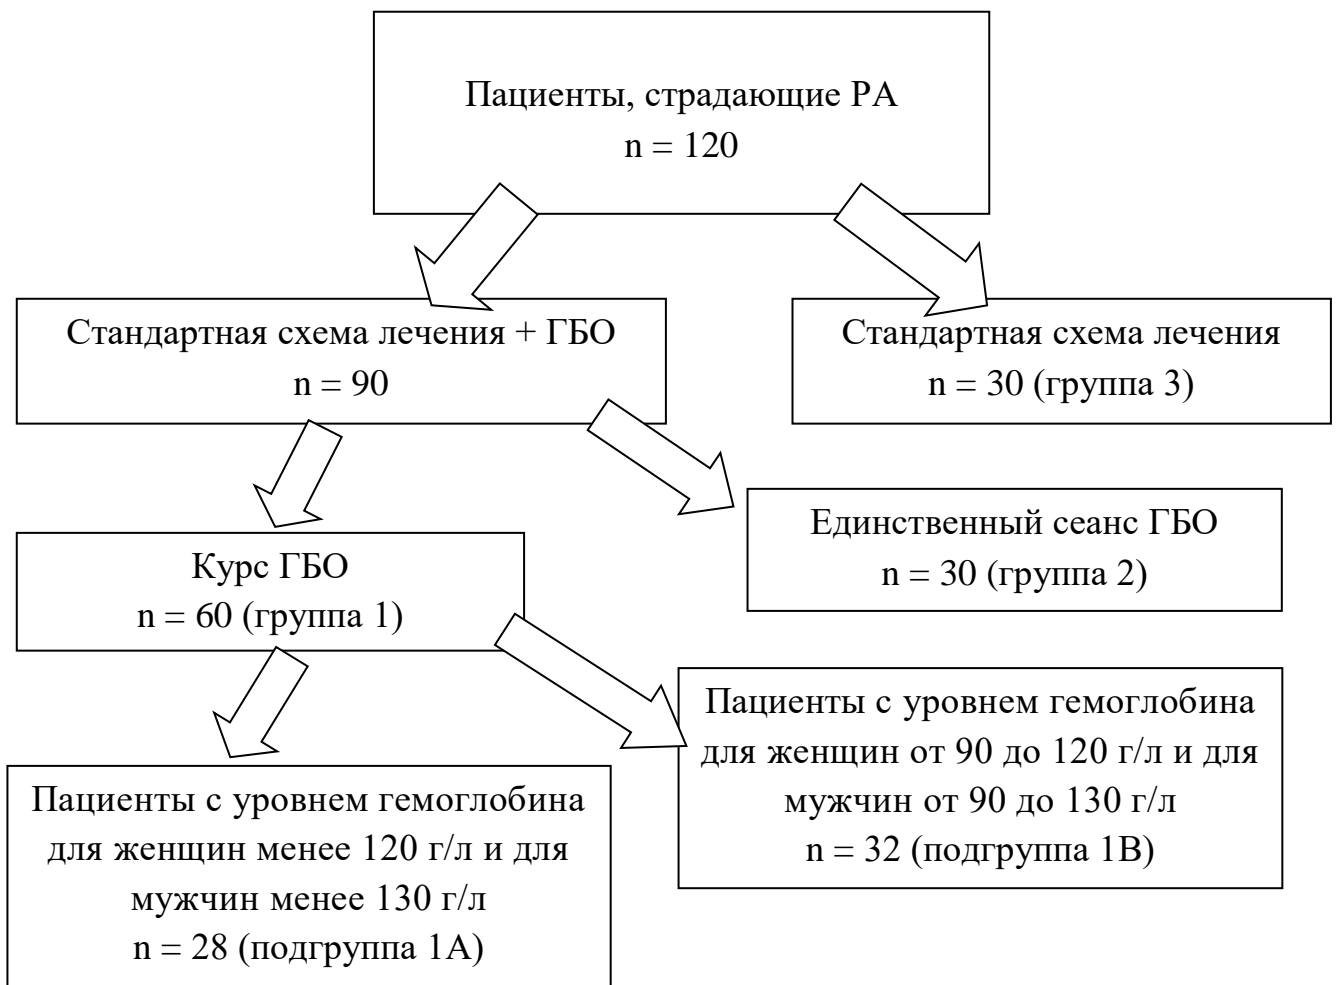 Пациенты, страдающие РА
n = 120
Стандартная схема лечения + ГБО
n = 90
Стандартная схема лечения
n = 30 (группа 3)
Единственный сеанс ГБО
n = 30 (группа 2)
Курс ГБО
n = 60 (группа 1)
Пациенты с уровнем гемоглобина
для женщин от 90 до 120 г/л и для
мужчин от 90 до 130 г/л
n = 32 (подгруппа 1В)
Пациенты с уровнем гемоглобина
для женщин менее 120 г/л и для
мужчин менее 130 г/л
n = 28 (подгруппа 1А)